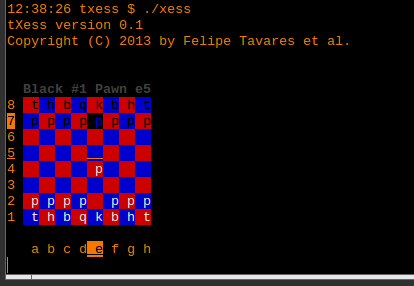 12:38:26 txess $ ./xess
tXess version 0.1
Copyright (C) 2013 by Felipe Tavares et al.
Black #1 Pawn e5
8 t h b q k b h t
7 p p p p p p p p
6
5
4 p
3
2 p p p p p p p
1 t h b q k b h t
a b c d e f g h